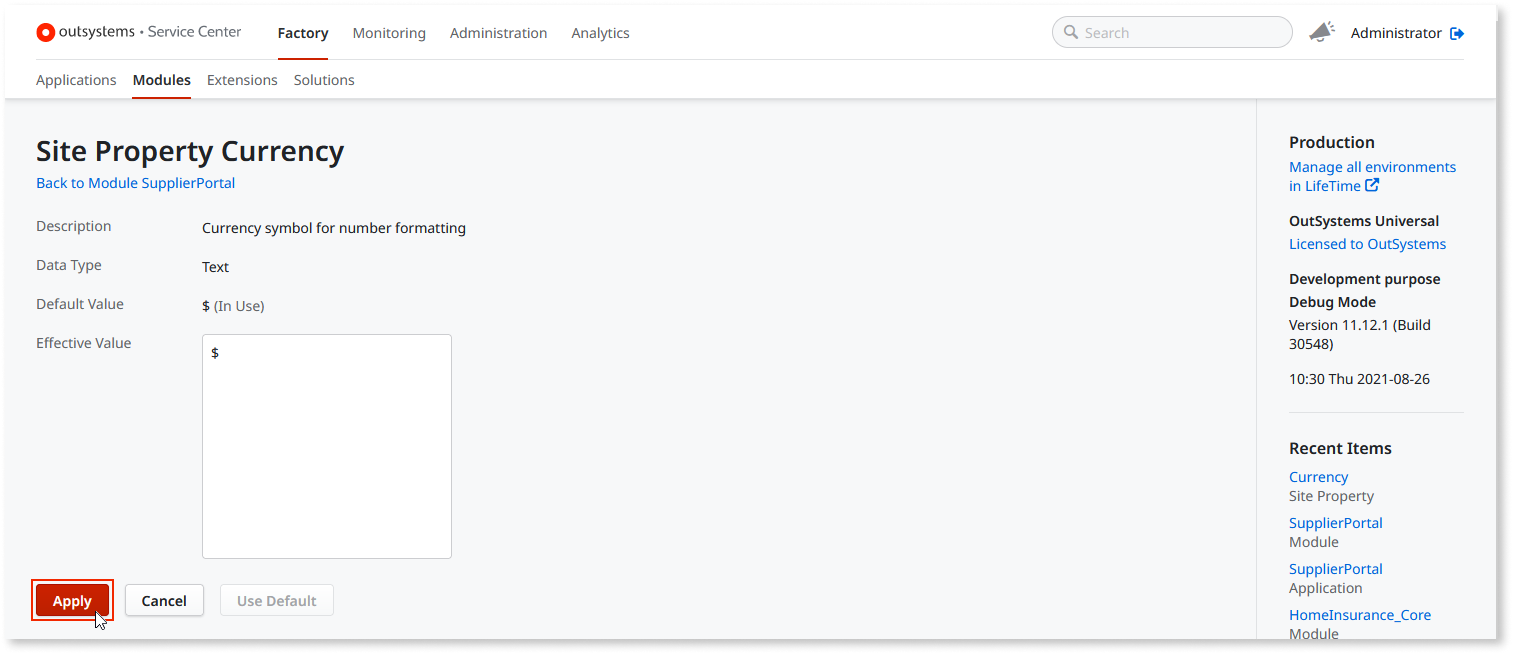 outsystems • Service Center
Factory
Monitoring
Administration
Analytics
Search
Administrator
Applications
Modules
Extensions
Solutions
Site Property Currency
Back to Module SupplierPortal
Description
Currency symbol for number formatting
Data Type
Text
Default Value
$ (In Use)
Effective Value
$
Apply
Cancel
Use Default
Production
Manage all environments
in LifeTime
OutSystems Universal
Licensed to OutSystems
Development purpose
Debug Mode
Version 11.12.1 (Build
30548)
10:30 Thu 2021-08-26
Recent Items
Currency
Site Property
SupplierPortal
Module
SupplierPortal
Application
HomeInsurance_Core
Module